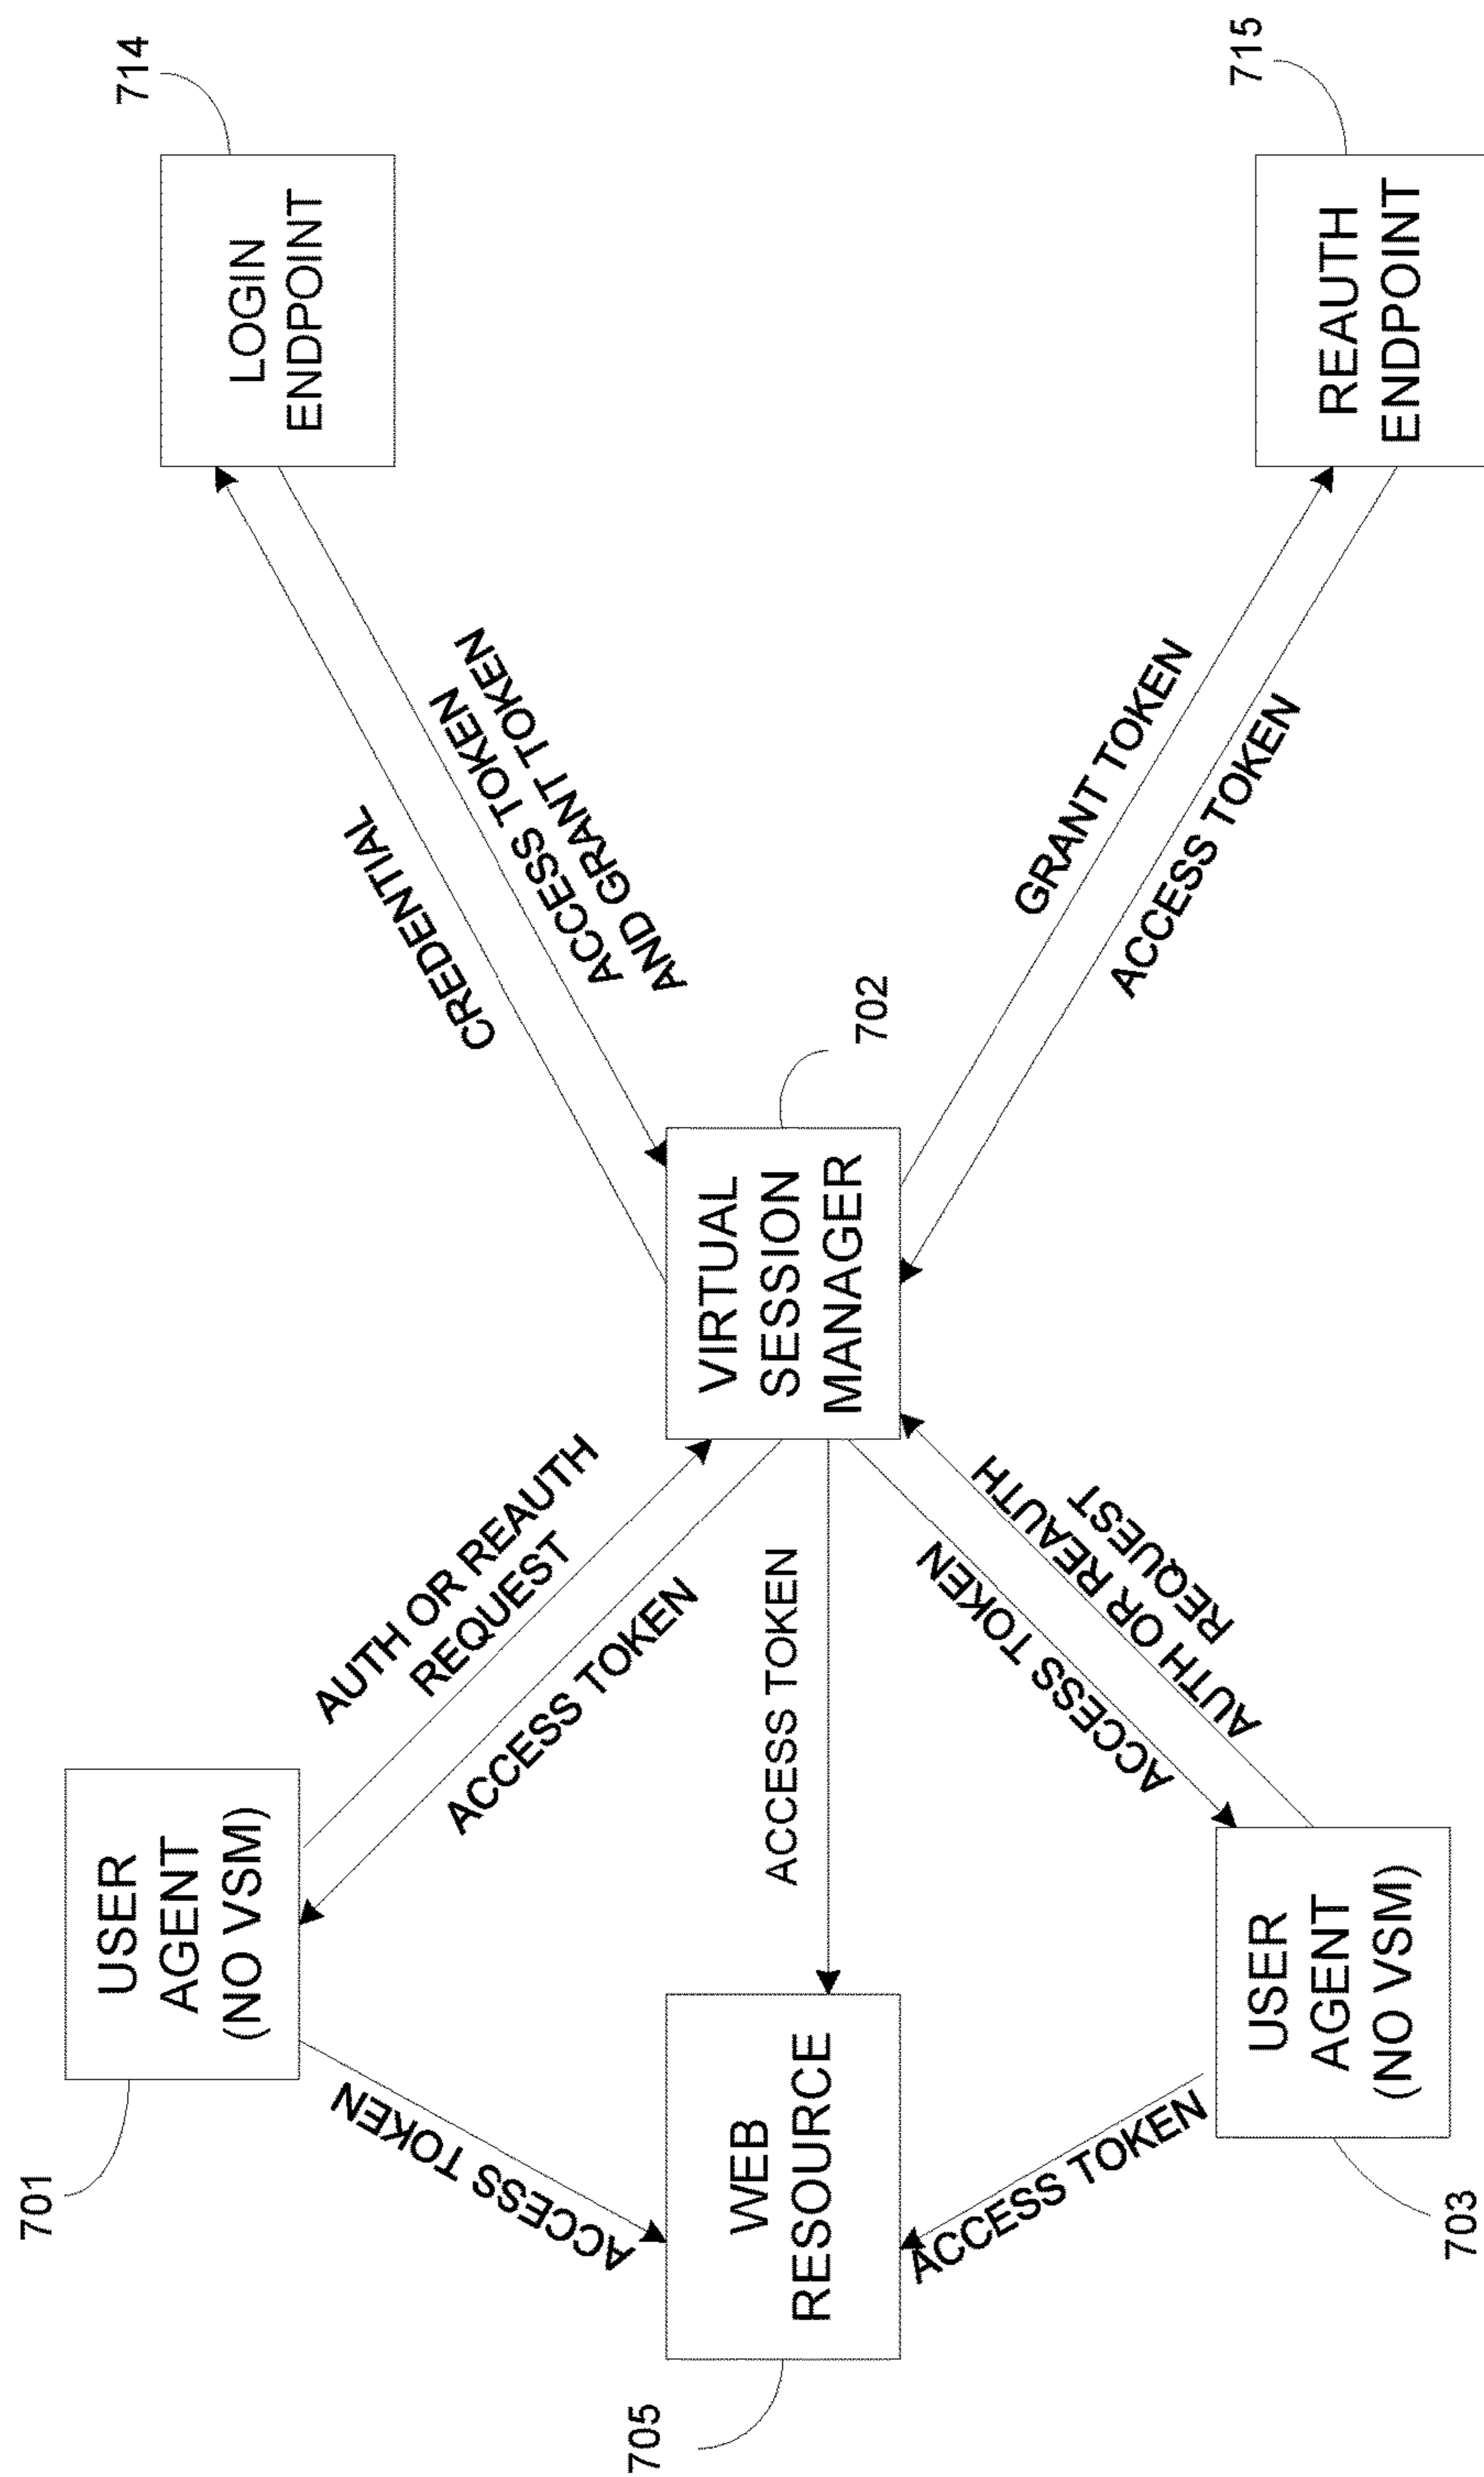 701
USER
AGENT
(NO VSM)
AUTH OR REAUTH
REQUEST
ACCESS TOKEN
ACCESS TOKEN
CREDENTIAL
ACCESS TOKEN
AND GRANT TOKEN
LOGIN
ENDPOINT
714
705
WEB
RESOURCE
ACCESS TOKEN
VIRTUAL
SESSION
MANAGER
702
ACCESS TOKEN
703
USER
AGENT
(NO VSM)
ACCESS TOKEN
AUTH OR REAUTH
REQUEST
GRANT TOKEN
ACCESS TOKEN
REAUTH
ENDPOINT
715